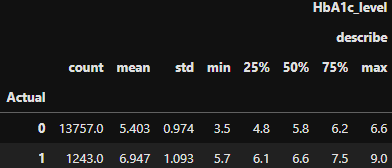 HbA1c_level
describe
count mean std min 25% 50% 75% max
Actual
0 13757.0 5.403 0.974 3.5 4.8 5.8 6.2 6.6
1 1243.0 6.947 1.093 5.7 6.1 6.6 7.5 9.0